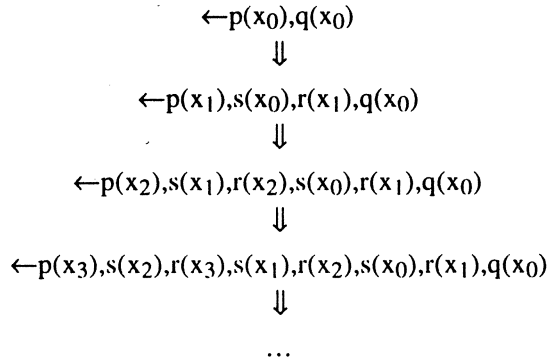 ←p(x₀),q(x₀)
⇓
←p(x₁),s(x₀),r(x₁),q(x₀)
⇓
←p(x₂),s(x₁),r(x₂),s(x₀),r(x₁),q(x₀)
⇓
←p(x₃),s(x₂),r(x₃),s(x₁),r(x₂),s(x₀),r(x₁),q(x₀)
⇓
...